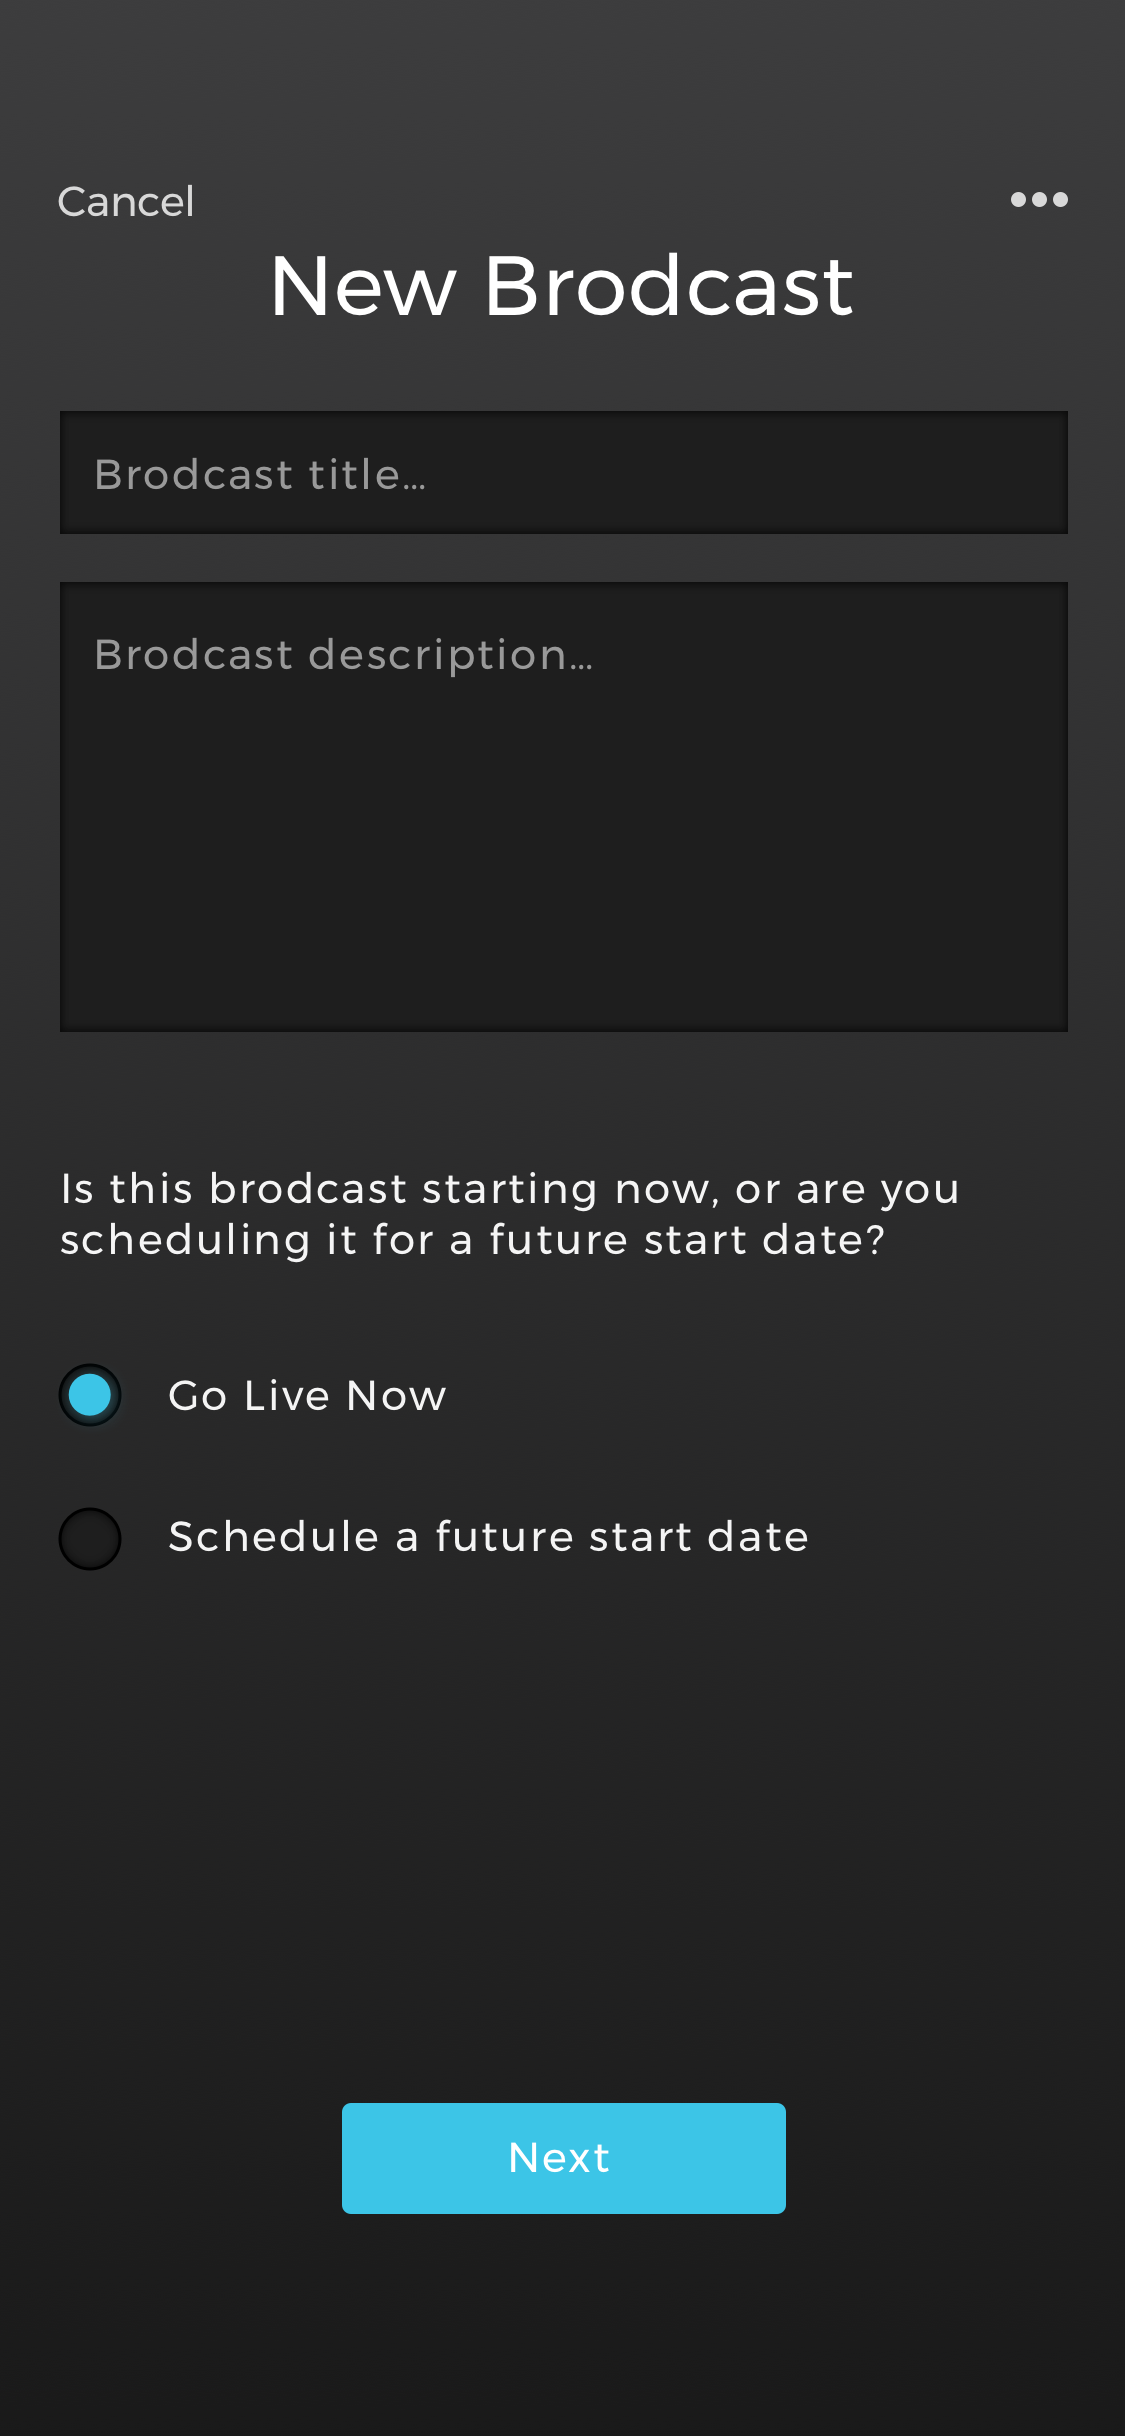 Cancel
New Brodcast
Brodcast title...
Brodcast description...
Is this brodcast starting now, or are you
scheduling it for a future start date?
Go Live Now
Schedule a future start date
Next